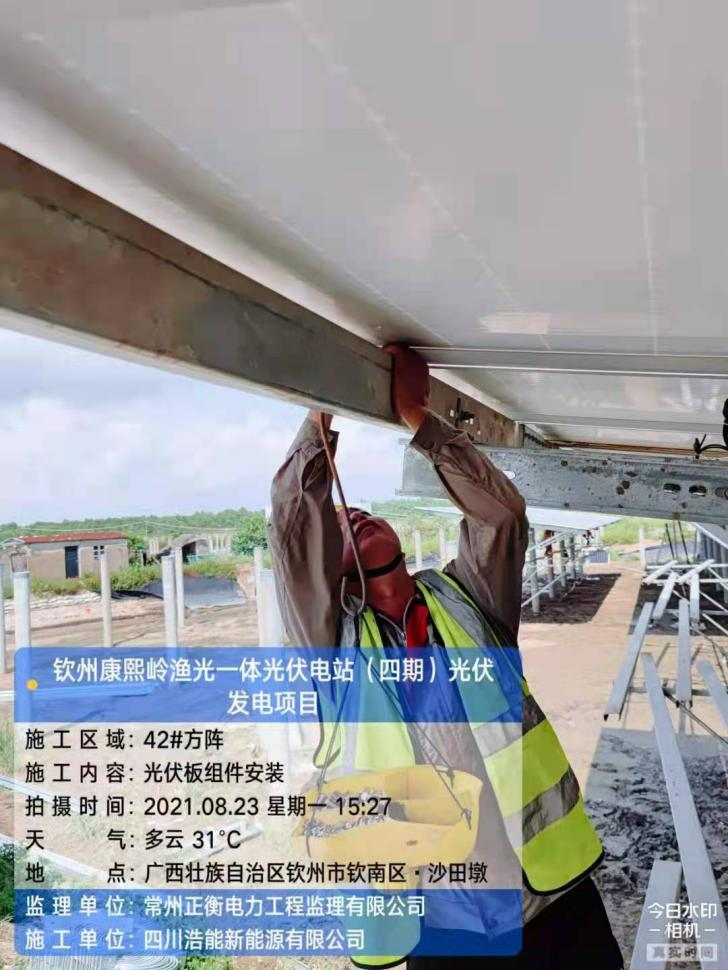 钦州康熙岭渔光一体光伏电站（四期）光伏
发电项目
施工区域：42#方阵
施工内容：光伏板组件安装
拍摄时间：2021.08.23 星期一 15:27
天气：多云 31℃
地点：广西壮族自治区钦州市钦南区·沙田墩
监理单位：常州正衡电力工程监理有限公司
施工单位：四川浩能新能源有限公司
今日水印
-相机-
真实时间